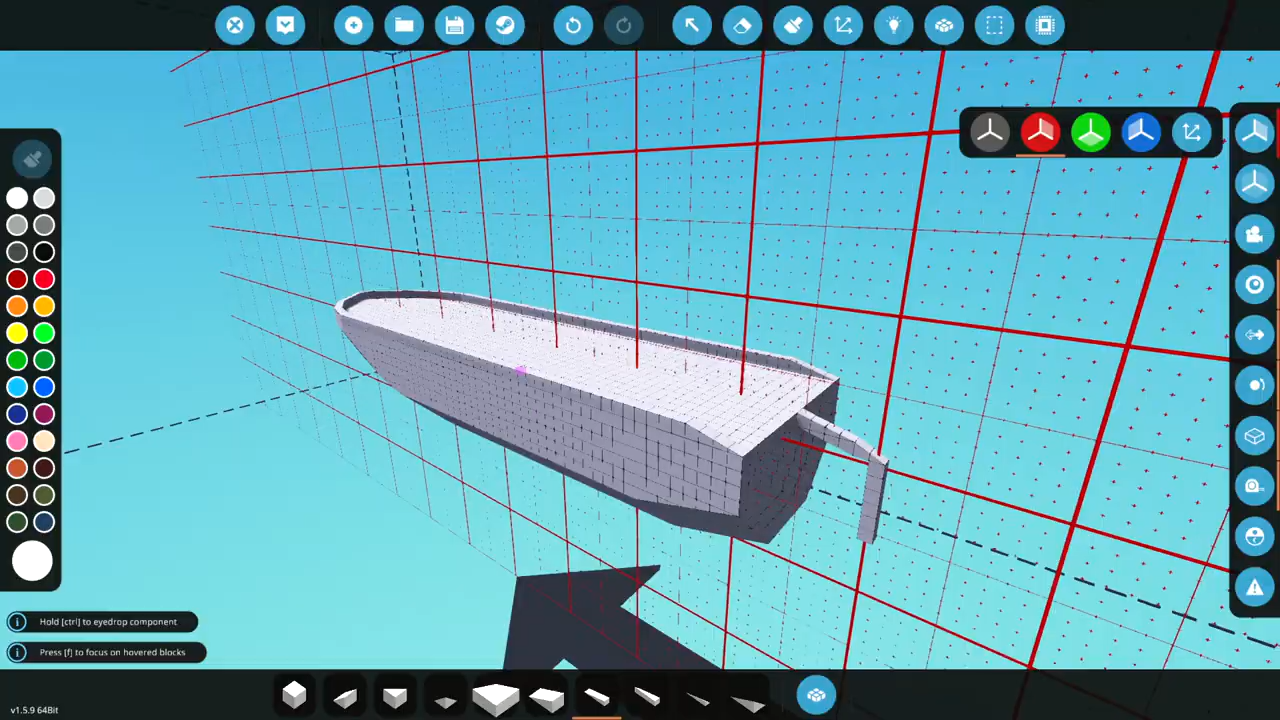 Hold [ctrl] to eyedrop component
Press [f] to focus on hovered blocks
v1.5.9 64Bit